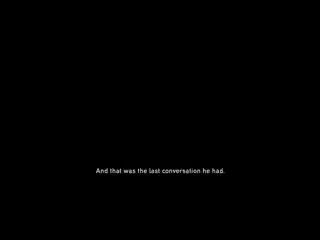 And that was the last conversation he had.